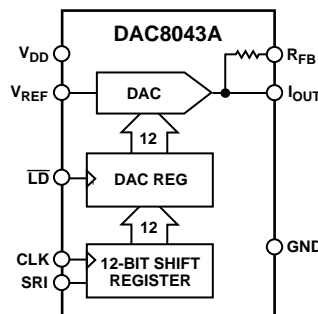 DAC8043A
VDD
RFB
VREF
DAC
IOUT
12
LD
DAC REG
12
GND
CLK
12-BIT SHIFT
SRI
REGISTER